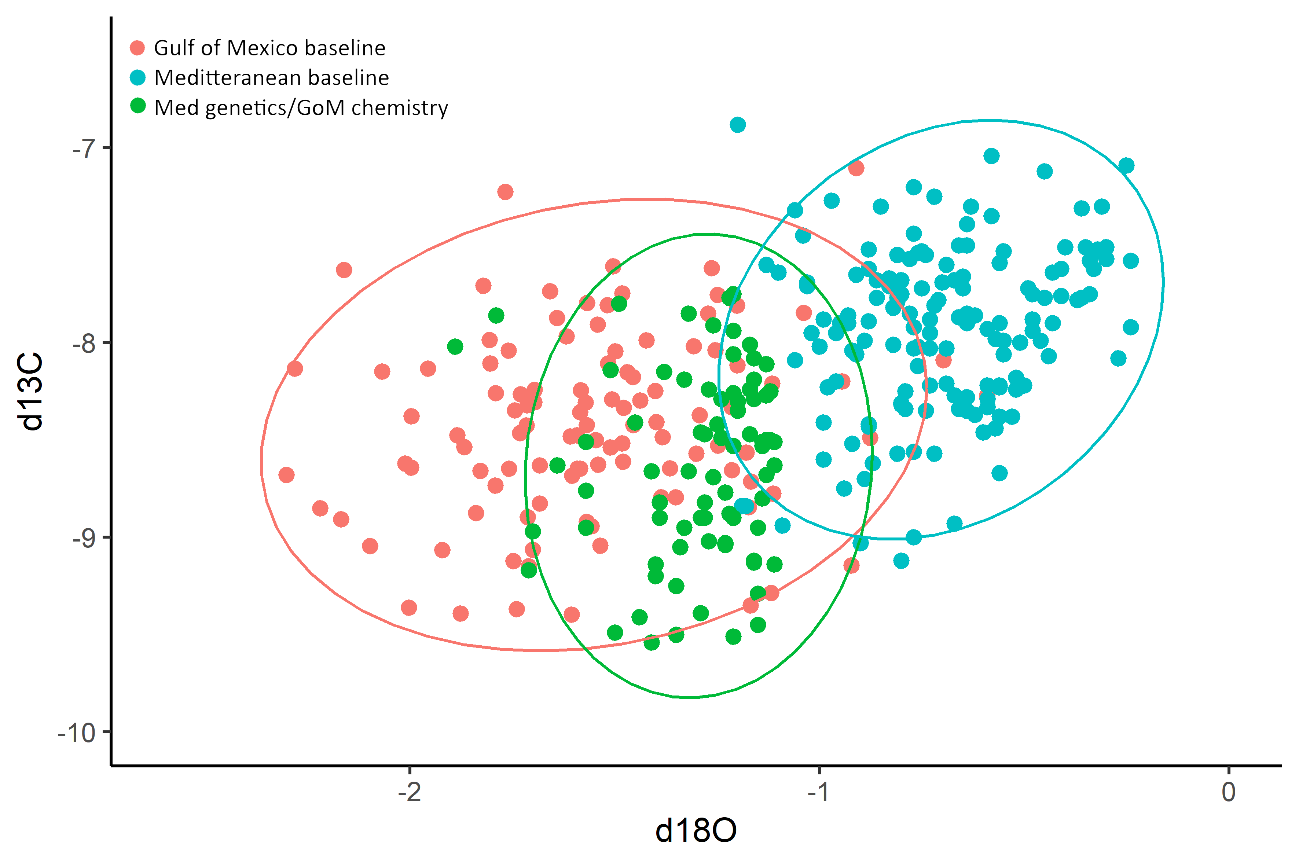 Gulf of Mexico baseline
Meditteranean baseline
Med genetics/GoM chemistry
-7
-8
-9
-10
d13C
-2
-1
0
d18O